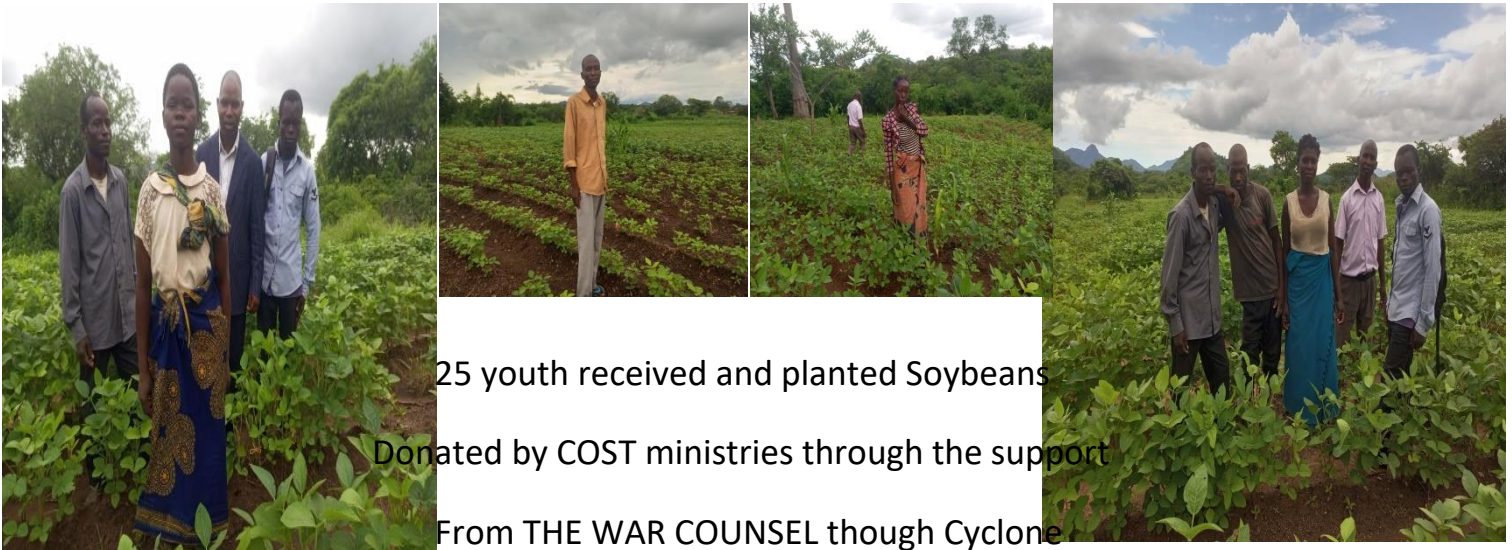 25 youth received and planted Soybeans
Donated by COST ministries through the support
From THE WAR COUNSEL though Cyclone